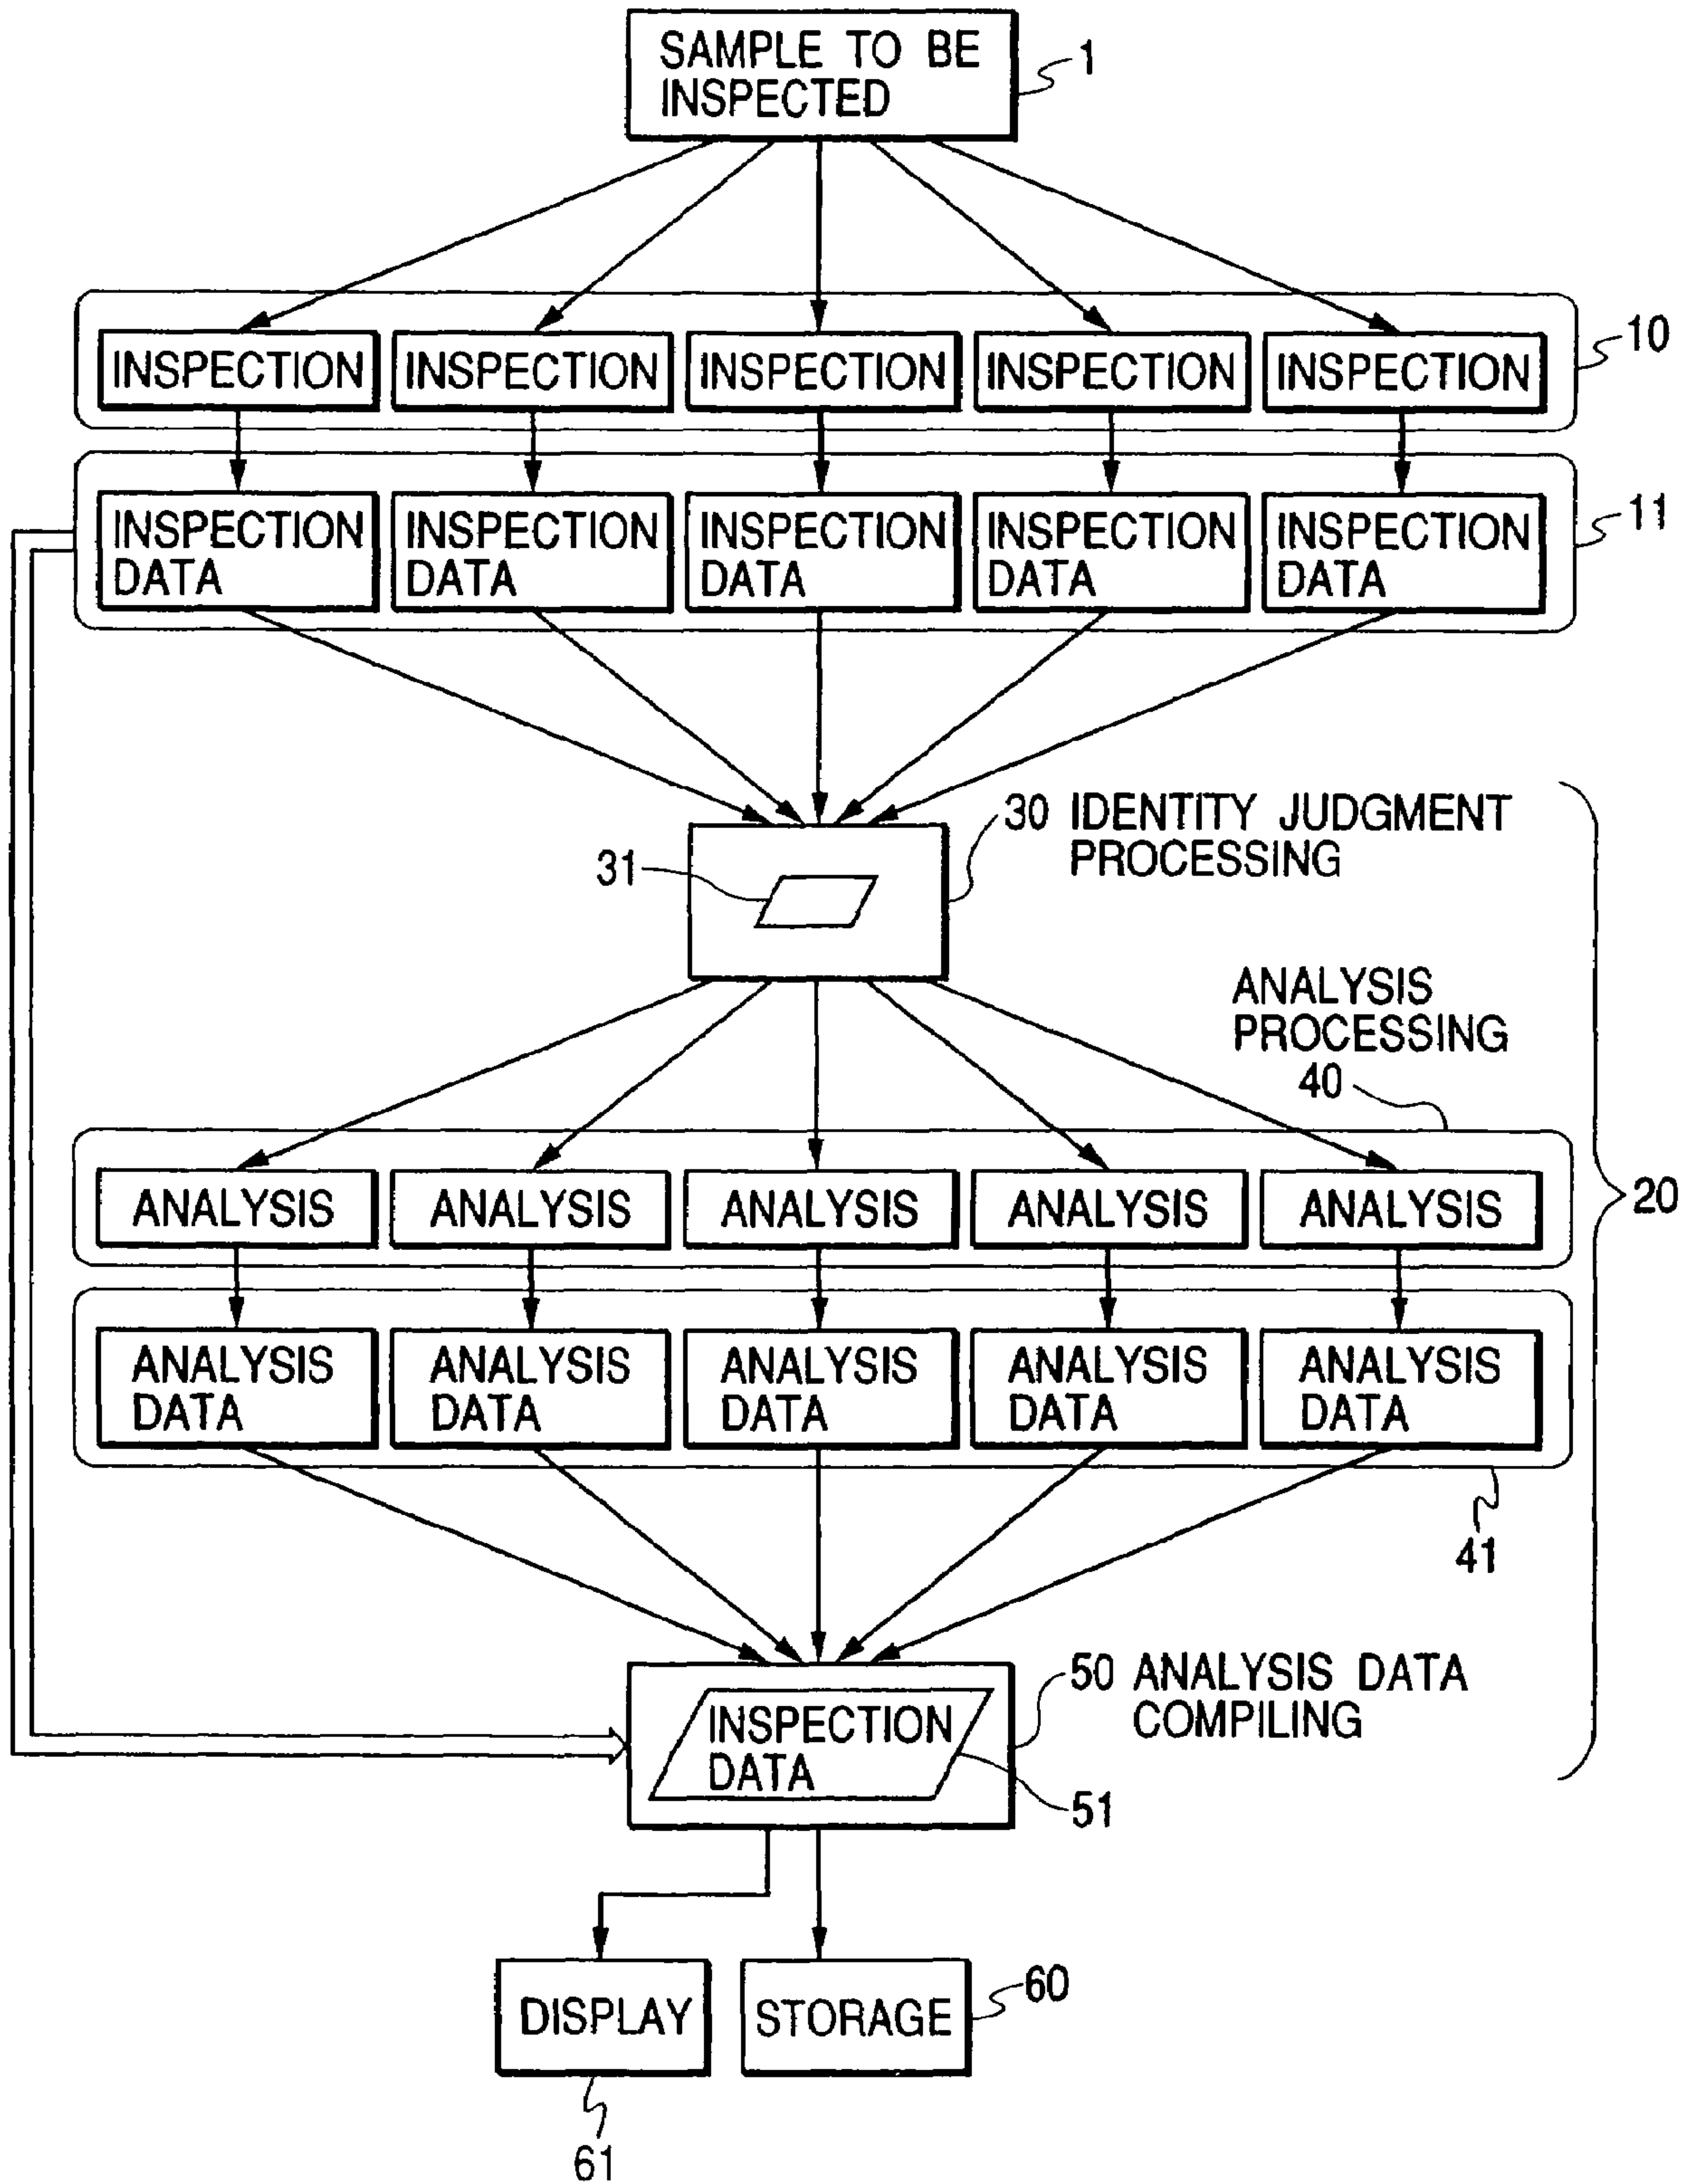 SAMPLE TO BE
INSPECTED
1
INSPECTION
INSPECTION
INSPECTION
INSPECTION
INSPECTION
10
INSPECTION
DATA
INSPECTION
DATA
INSPECTION
DATA
INSPECTION
DATA
INSPECTION
DATA
11
30 IDENTITY JUDGMENT
PROCESSING
31
ANALYSIS
PROCESSING
40
ANALYSIS
ANALYSIS
ANALYSIS
ANALYSIS
ANALYSIS
20
ANALYSIS
DATA
ANALYSIS
DATA
ANALYSIS
DATA
ANALYSIS
DATA
ANALYSIS
DATA
41
50 ANALYSIS DATA
COMPILING
INSPECTION
DATA
51
DISPLAY
STORAGE
60
61